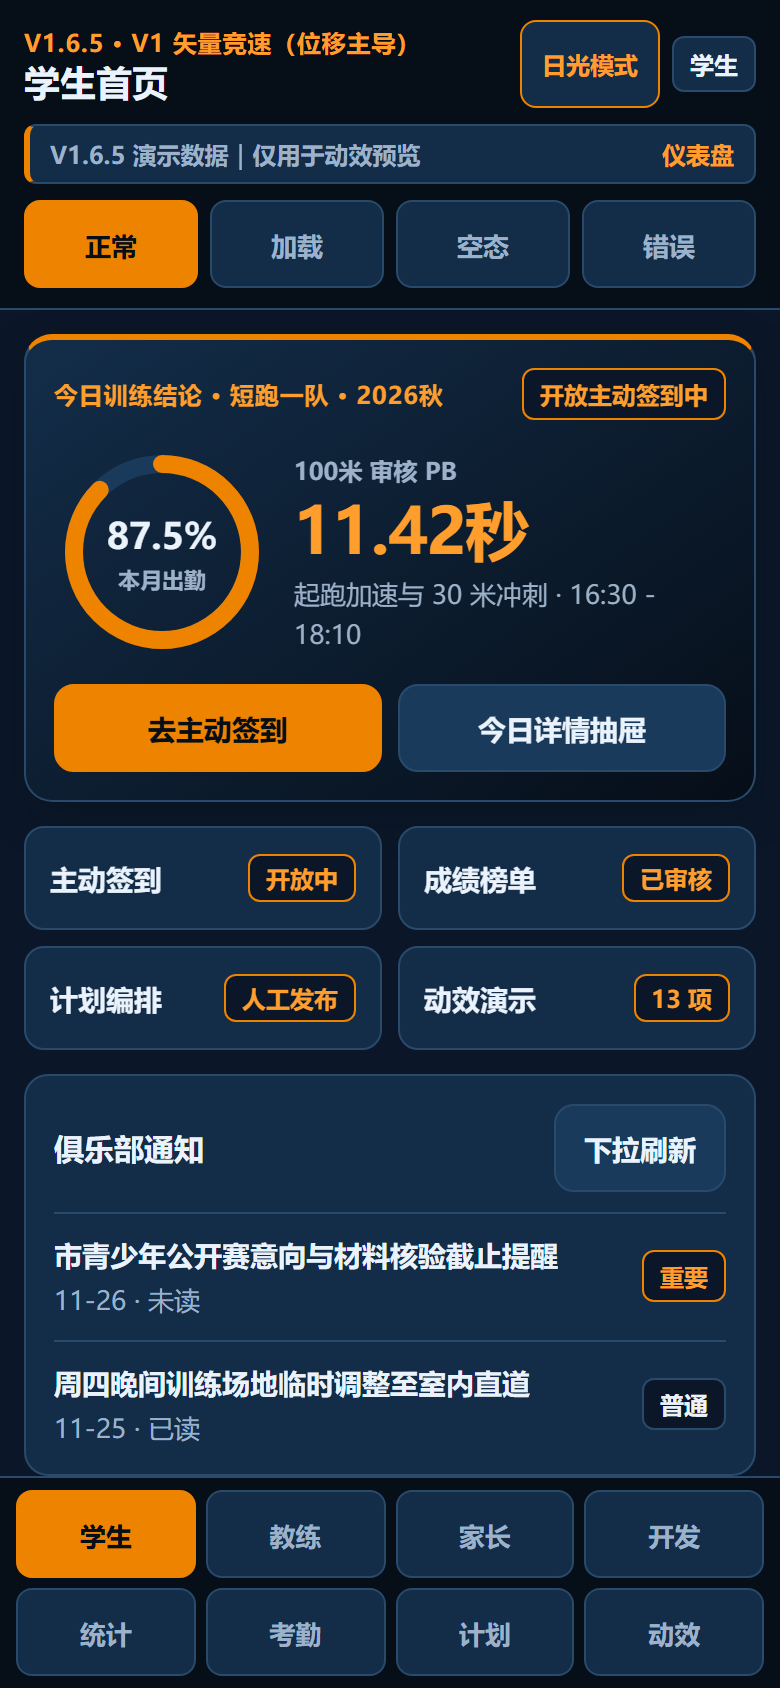 V1.6.5 · V1 矢量竞速（位移主导）
学生首页
日光模式
学生
V1.6.5 演示数据｜仅用于动效预览
仪表盘
正常
加载
空态
错误
今日训练结论 · 短跑一队 · 2026秋
开放主动签到中
87.5%
本月出勤
100米 审核 PB
11.42秒
起跑加速与 30 米冲刺 · 16:30 -
18:10
去主动签到
今日详情抽屉
主动签到
开放中
成绩榜单
已审核
计划编排
人工发布
动效演示
13 项
俱乐部通知
下拉刷新
市青少年公开赛意向与材料核验截止提醒
11-26 · 未读
重要
周四晚间训练场地临时调整至室内直道
11-25 · 已读
普通
学生
教练
家长
开发
统计
考勤
计划
动效